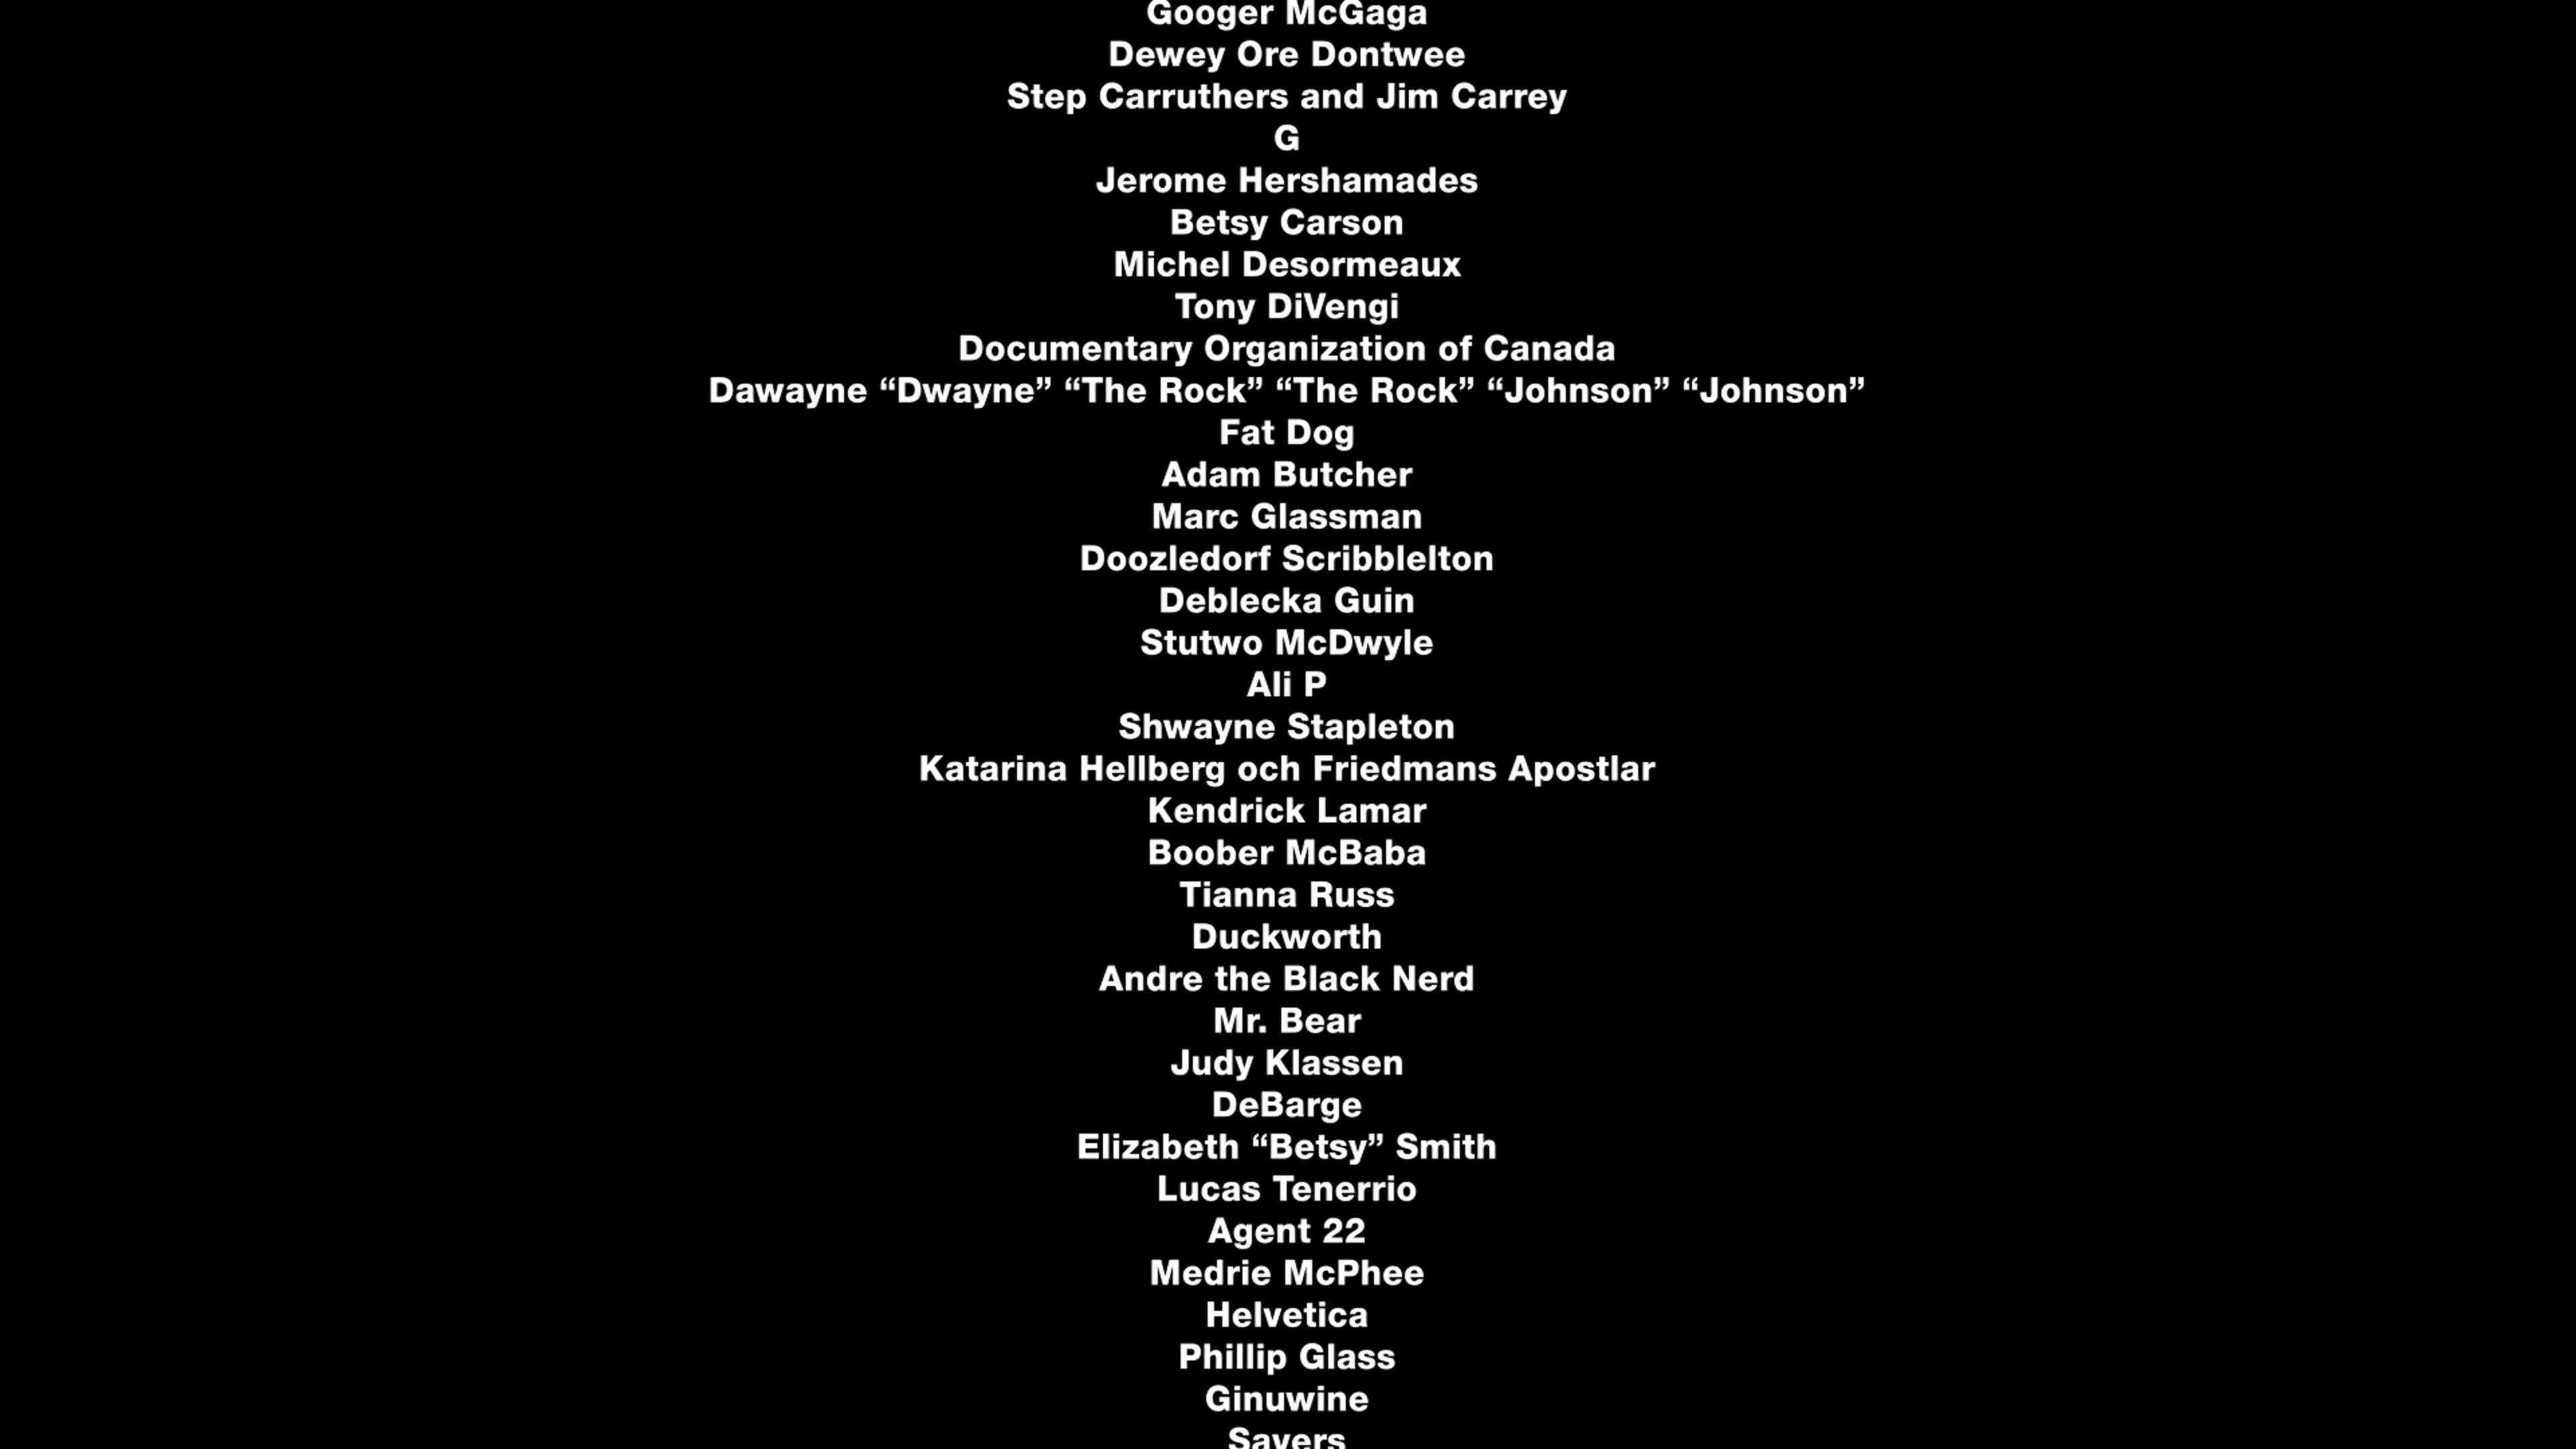 Googer McGaga
Dewey Ore Dontwee
Step Carruthers and Jim Carrey
G
Jerome Hershamades
Betsy Carson
Michel Desormeaux
Tony DiVengi
Documentary Organization of Canada
Dawayne “Dwayne” “The Rock” “The Rock” “Johnson” “Johnson”
Fat Dog
Adam Butcher
Marc Glassman
Doozledorf Scribblelton
Deblecka Guin
Stutwo McDwyle
Ali P
Shwayne Stapleton
Katarina Hellberg och Friedmans Apostlar
Kendrick Lamar
Boober McBaba
Tianna Russ
Duckworth
Andre the Black Nerd
Mr. Bear
Judy Klassen
DeBarge
Elizabeth “Betsy” Smith
Lucas Tenerrio
Agent 22
Medrie McPhee
Helvetica
Phillip Glass
Ginuwine
Sayers